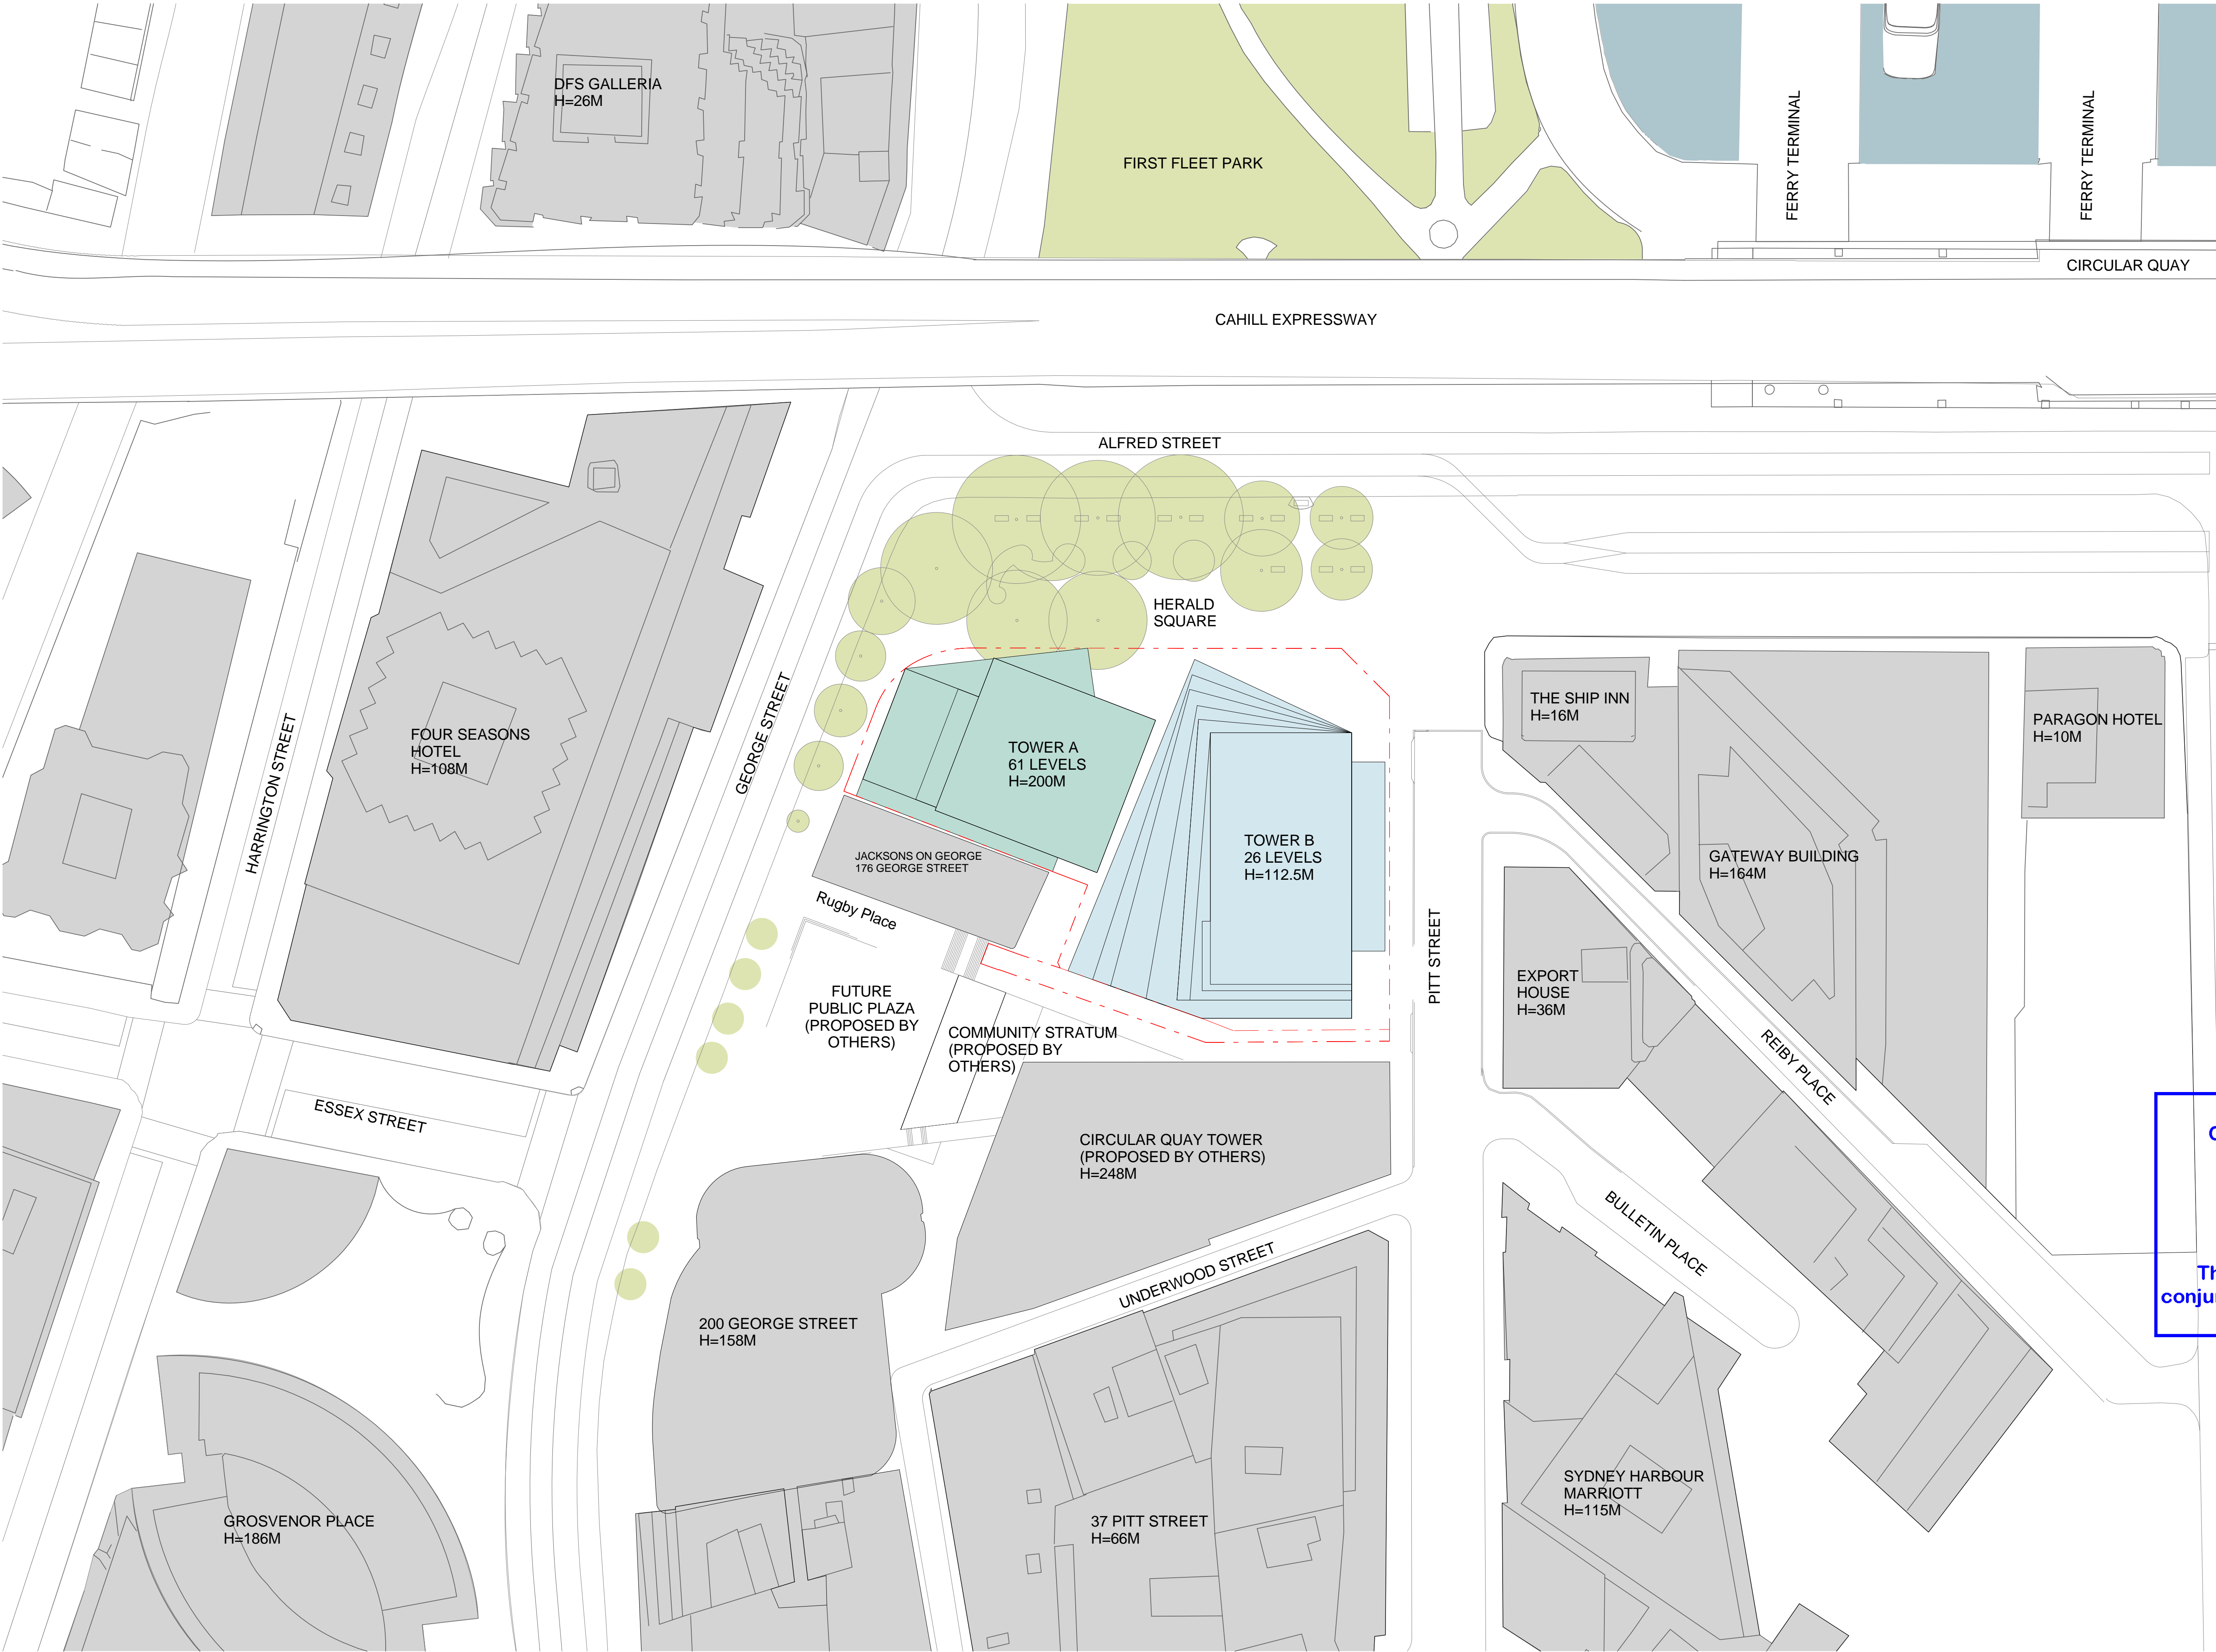 DFS GALLERIA
H=26M
FIRST FLEET PARK
FERRY TERMINAL
FERRY TERMINAL
CIRCULAR QUAY
CAHILL EXPRESSWAY
ALFRED STREET
HERALD
SQUARE
HARRINGTON STREET
FOUR SEASONS
HOTEL
H=108M
GEORGE STREET
TOWER A
61 LEVELS
H=200M
JACKSONS ON GEORGE
176 GEORGE STREET
TOWER B
26 LEVELS
H=112.5M
THE SHIP INN
H=16M
PARAGON HOTEL
H=10M
GATEWAY BUILDING
H=164M
Rugby Place
PITT STREET
EXPORT
HOUSE
H=36M
FUTURE
PUBLIC PLAZA
(PROPOSED BY
OTHERS)
COMMUNITY STRATUM
(PROPOSED BY
OTHERS)
REIBY PLACE
ESSEX STREET
CIRCULAR QUAY TOWER
(PROPOSED BY OTHERS)
H=248M
BULLETIN PLACE
UNDERWOOD STREET
200 GEORGE STREET
H=158M
GROSVENOR PLACE
H=186M
37 PITT STREET
H=66M
SYDNEY HARBOUR
MARRIOTT
H=115M